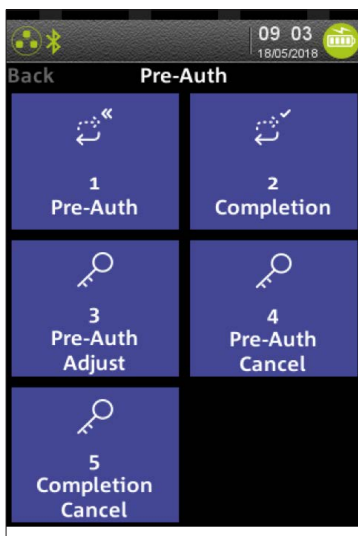 09 03
18/05/2018
Back Pre-Auth
1
Pre-Auth
2
Completion
3
Pre-Auth
Adjust
4
Pre-Auth
Cancel
5
Completion
Cancel